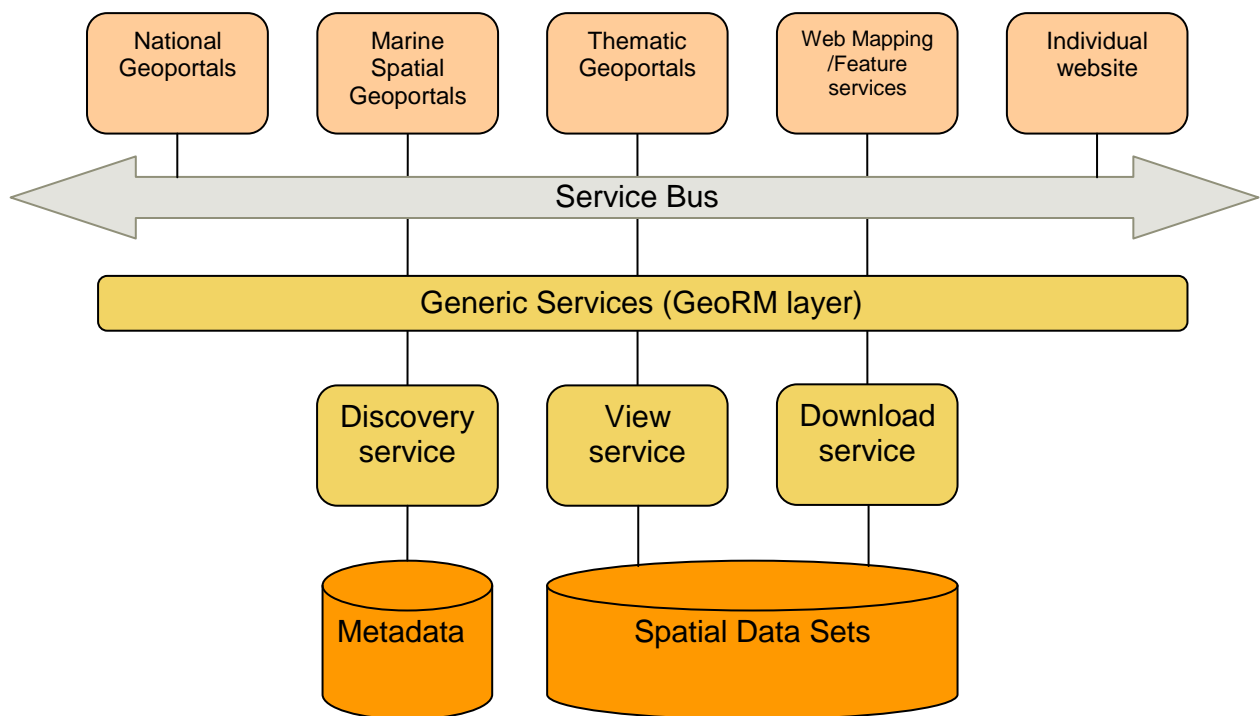 National
Geoportals
Marine
Spatial
Geoportals
Thematic
Geoportals
Web Mapping
/Feature
services
Individual
website
Service Bus
Generic Services (GeoRM layer)
Discovery
service
View
service
Download
service
Metadata
Spatial Data Sets